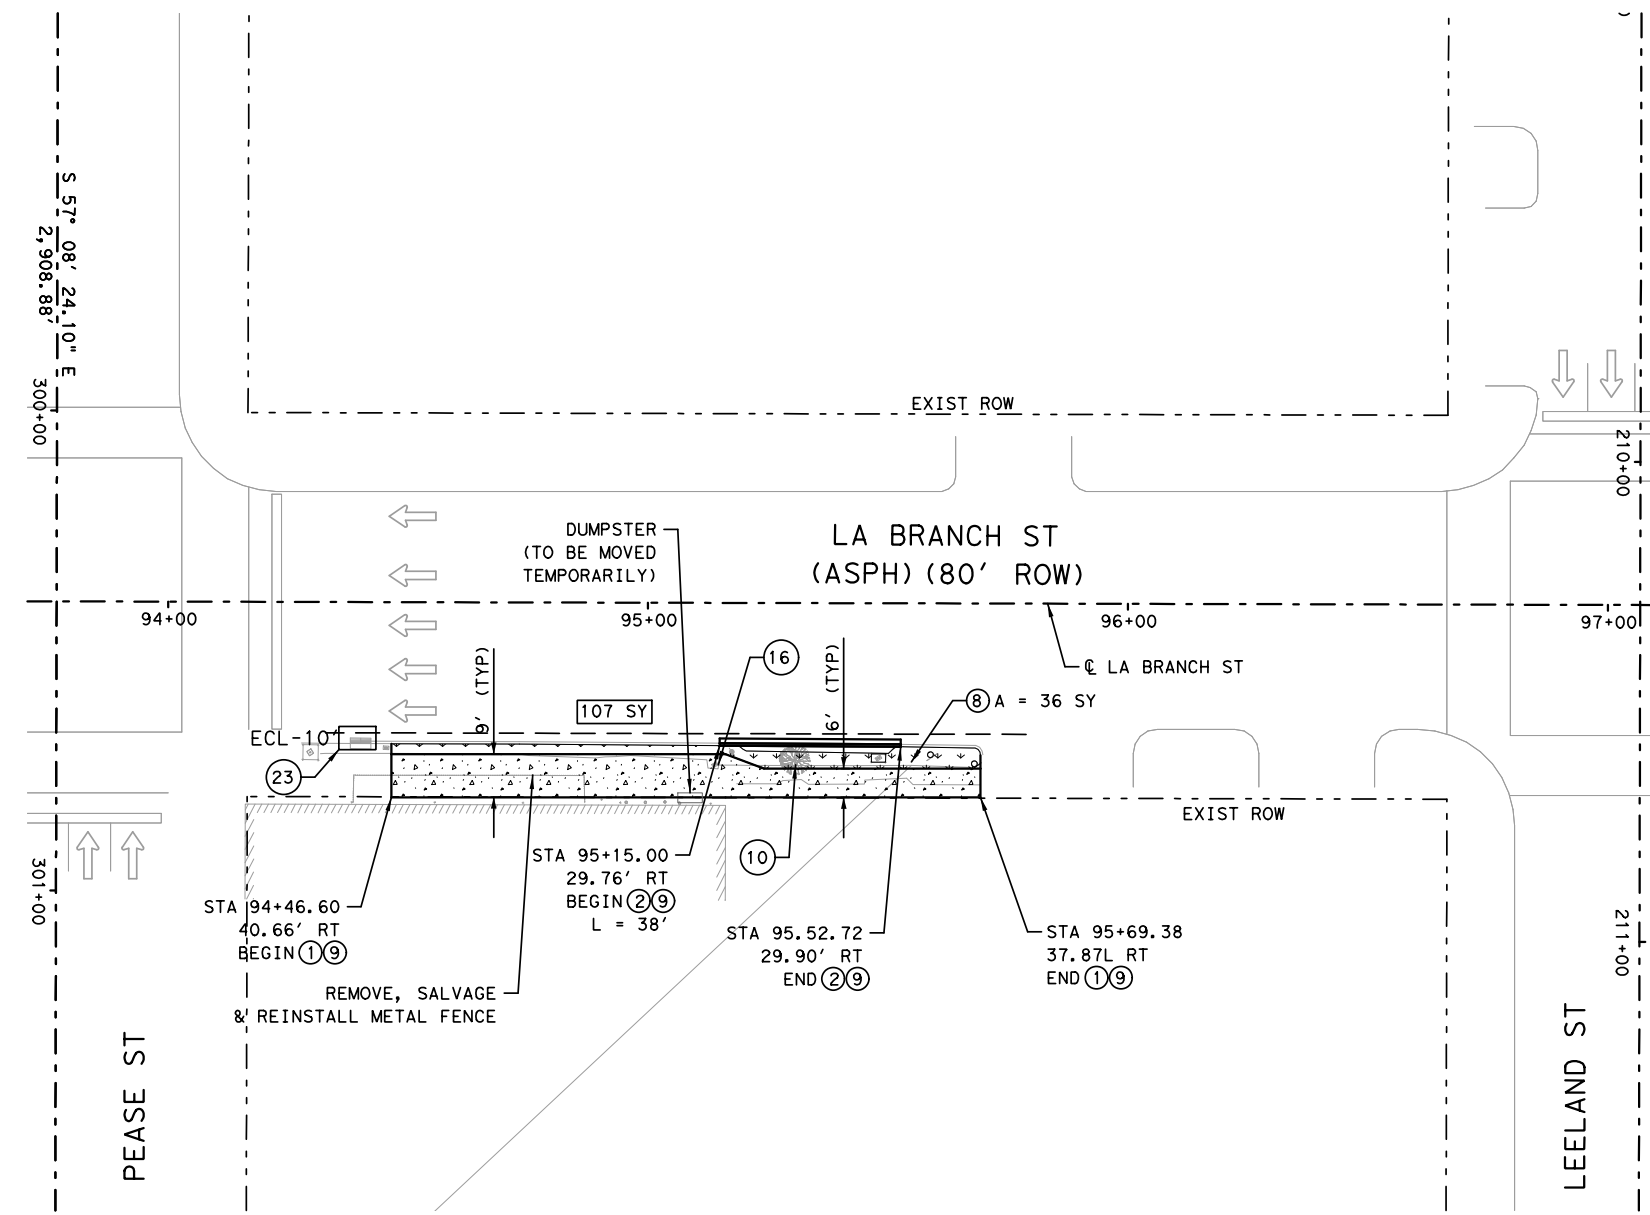 S 57° 08' 24.10" E
2,908.88'
300+00
301+00
EXIST ROW
210+00
211+00
DUMPSTER
(TO BE MOVED
TEMPORARILY)
LA BRANCH ST
(ASPH)(80' ROW)
94+00
95+00
96+00
97+00
℄ LA BRANCH ST
16
(TYP)
6' (TYP)
107 SY
8 A = 36 SY
ECL-10'
23
EXIST ROW
10
STA 95+15.00
29.76' RT
BEGIN 2 9
L = 38'
STA 94+46.60
40.66' RT
BEGIN 1 9
STA 95.52.72
29.90' RT
END 2 9
STA 95+69.38
37.87L RT
END 1 9
REMOVE, SALVAGE
& REINSTALL METAL FENCE
PEASE ST
LEELAND ST